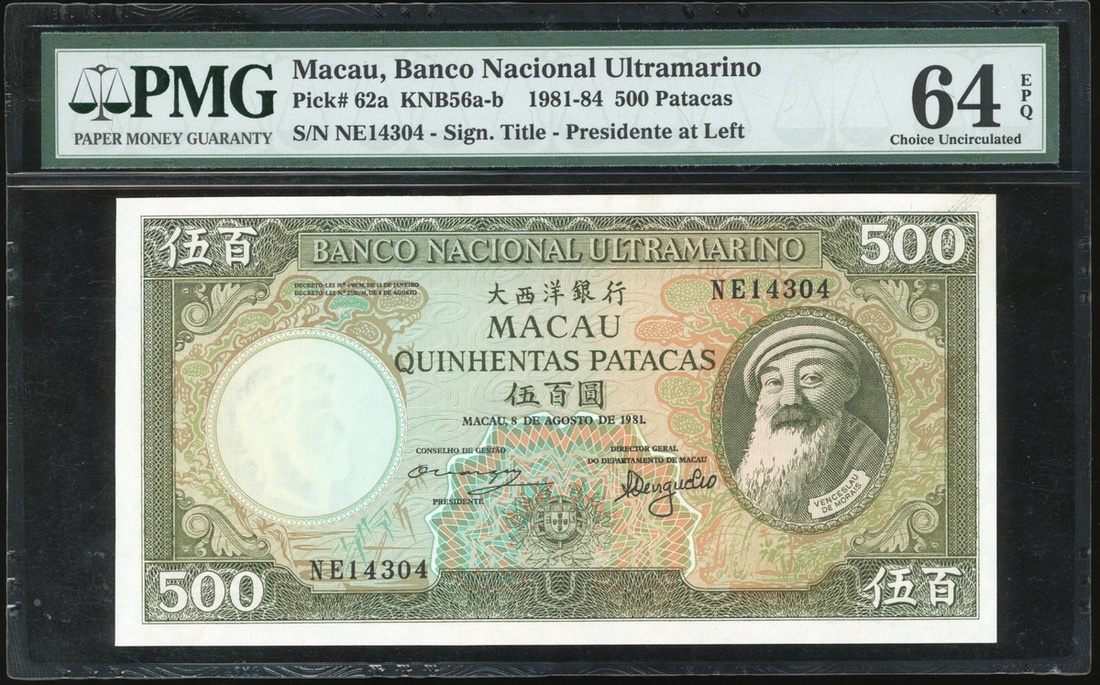 PMG
PAPER MONEY GUARANTY
Macau, Banco Nacional Ultramarino
Pick# 62a KNB56a-b 1981-84 500 Patacas
S/N NE14304 - Sign. Title - Presidente at Left
64
EPQ
Choice Uncirculated
伍百
BANCO NACIONAL ULTRAMARINO
500
大西洋銀行
NE14304
MACAU
QUINHENTAS PATACAS
伍百圓
MACAU, 8 DE AGOSTO DE 1981.
CONSELHO DE GESTÃO
DIRECTOR GERAL
DO DEPARTAMENTO DE MACAU
PRESIDENTE
VENCESLAU
DE MORAIS
NE14304
500
伍百